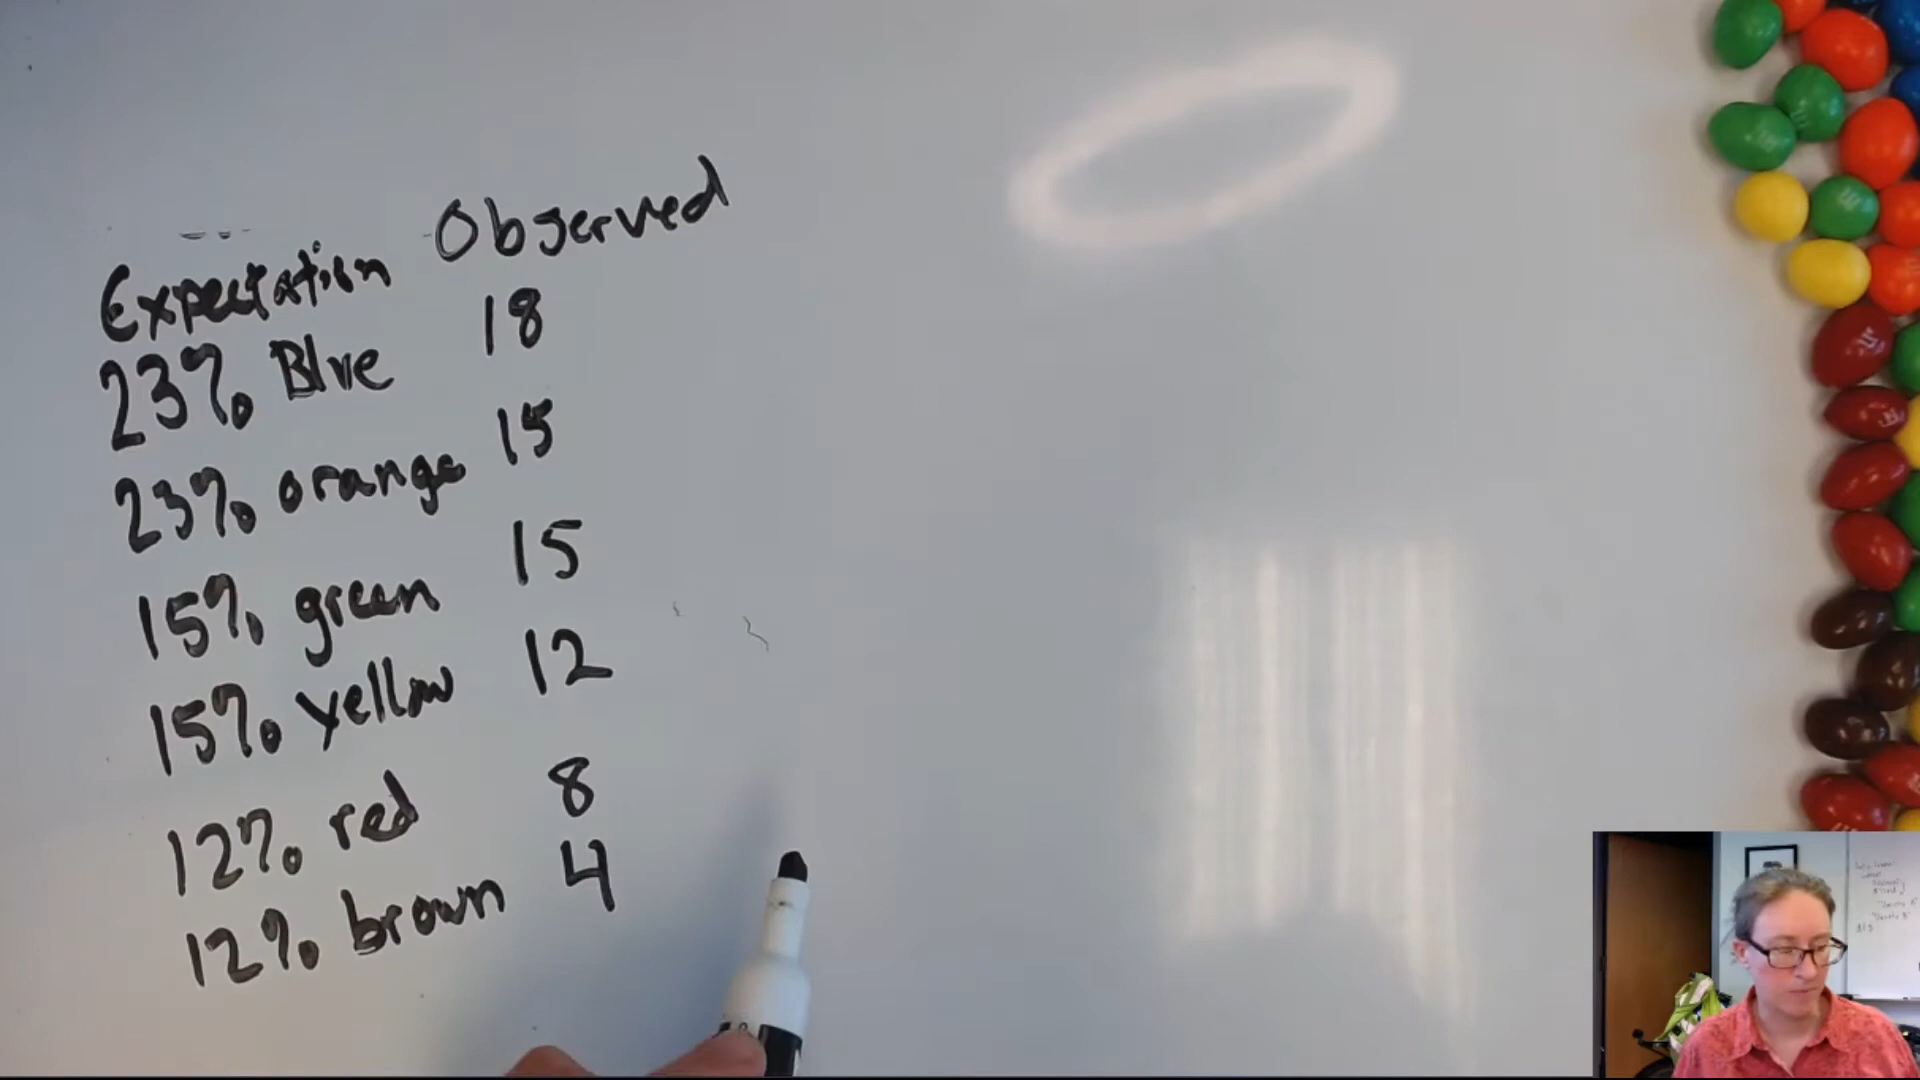 Expectation Observed
23% Blue 18
23% orange 15
15% green 15
15% yellow 12
12% red 8
12% brown 4